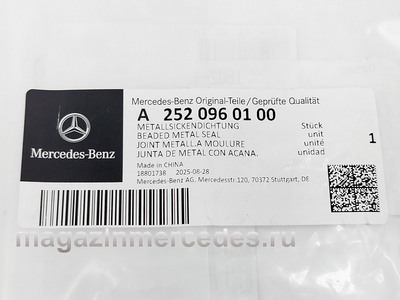 Mercedes-Benz Original-Teile/Geprüfte Qualität
A 252 096 01 00
METALLSICKENDICHTUNG Stück
BEADED METAL SEAL unit
JOINT METALL.A MOULURE unité
JUNTA DE METAL CON ACANA. unidad
1
Made in CHINA
18801738 2025-08-28
Mercedes-Benz AG, Mercedesstr.120, 70372 Stuttgart, DE
Mercedes-Benz
magazinmercedes.ru